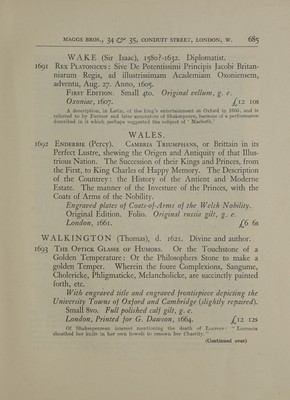 MAGGS BROS., 34 & 35, CONDUIT STREET, LONDON, W. 685
WAKE (Sir Isaac), 1580?-1632. Diplomatist.
1691 Rex Platonicus: Sive De Potentissimi Principis Jacobi Britan-
niarum Regis, ad illustrissimam Academiam Oxoniensem,
adventu, Aug. 27. Anno, 1605.
First Edition. Small 4to. Original vellum, g. e.
Oxoniae, 1607. £12 10s
A description, in Latin, of the king's entertainment at Oxford in 1605, and is
referred to by Farmer and later annotators of Shakespeare, because of a performance
described in it which perhaps suggested the subject of "Macbeth."
WALES.
1692 Enderbie (Percy). Cambria Triumphans, or Brittain in its
Perfect Lustre, shewing the Origen and Antiquity of that Illus-
trious Nation. The Succession of their Kings and Princes, from
the First, to King Charles of Happy Memory. The Description
of the Countrey: the History of the Antient and Moderne
Estate. The manner of the Investure of the Princes, with the
Coats of Arms of the Nobility.
Engraved plates of Coats-of-Arms of the Welch Nobility.
Original Edition. Folio. Original russia gilt, g. e.
London, 1661. £6 6s
WALKINGTON (Thomas), d. 1621. Divine and author.
1693 The Optick Glasse of Humors. Or the Touchstone of a
Golden Temperature: Or the Philosophers Stone to make a
golden Temper. Wherein the foure Complexions, Sanguine,
Cholericke, Phligmaticke, Melancholicke, are succinctly painted
forth, etc.
With engraved title and engraved frontispiece depicting the
University Towns of Oxford and Cambridge (slightly repaired).
Small 8vo. Full polished calf gilt, g. e.
London, Printed for G. Dawson, 1664. £12 12s
Of Shakespearean interest mentioning the death of Lucrece: "Lucrecia
sheathed her knife in her own bowels to renown her Chastity."
(Continued over)